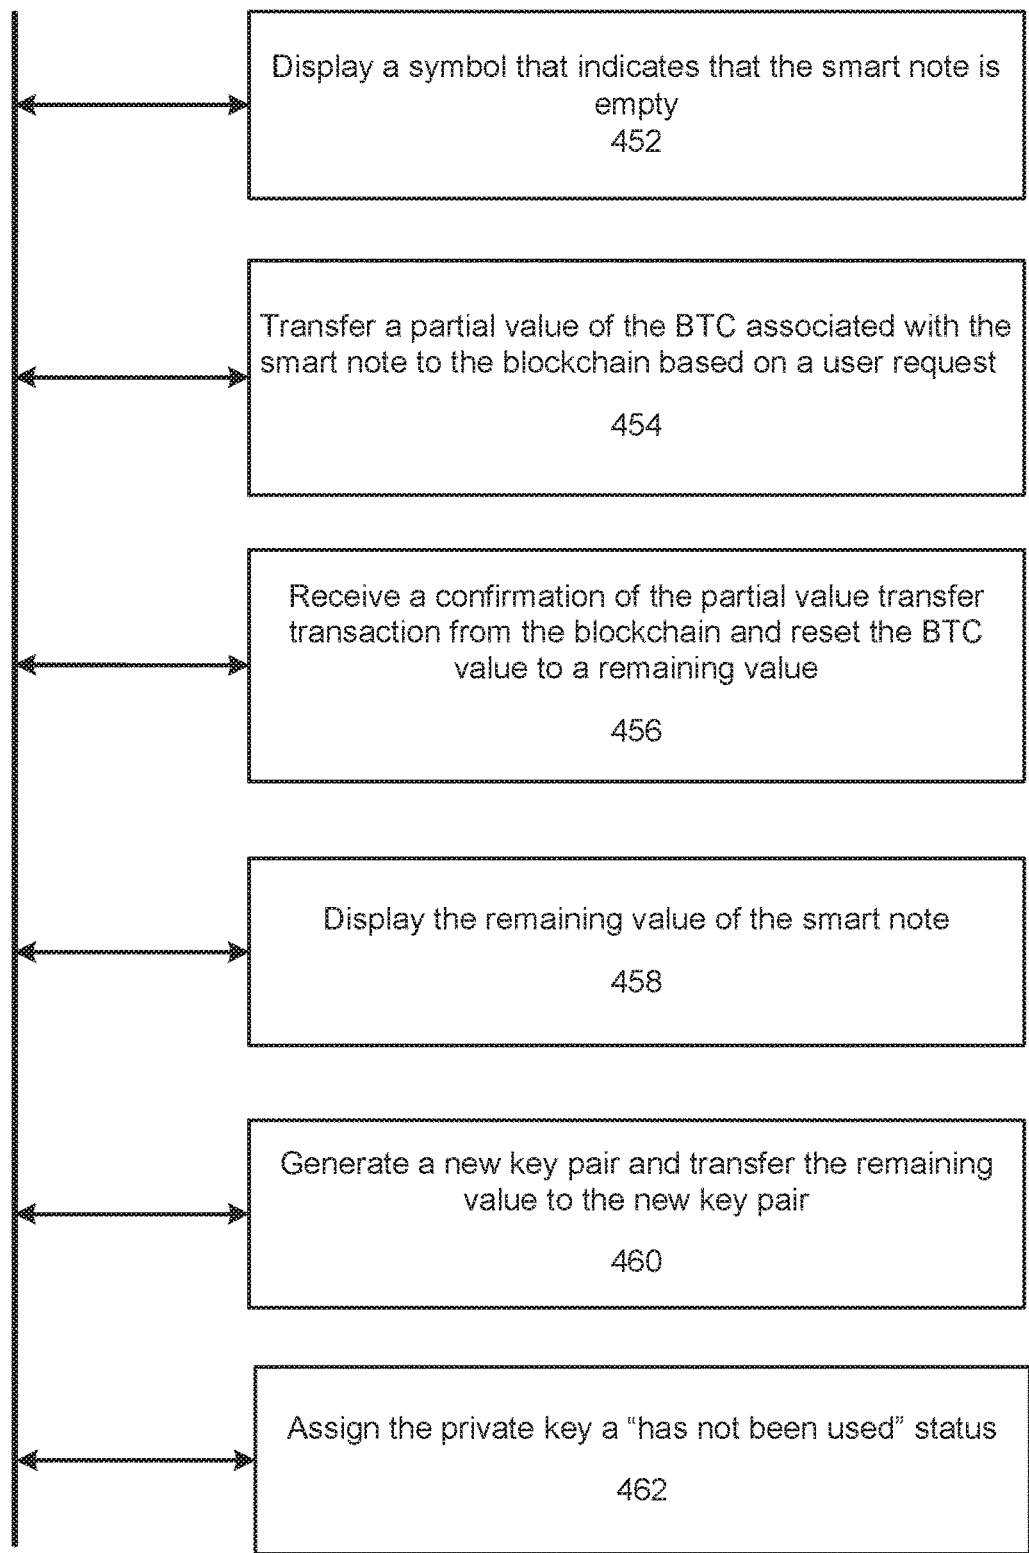 Display a symbol that indicates that the smart note is
empty
452
Transfer a partial value of the BTC associated with the
smart note to the blockchain based on a user request
454
Receive a confirmation of the partial value transfer
transaction from the blockchain and reset the BTC
value to a remaining value
456
Display the remaining value of the smart note
458
Generate a new key pair and transfer the remaining
value to the new key pair
460
Assign the private key a “has not been used” status
462